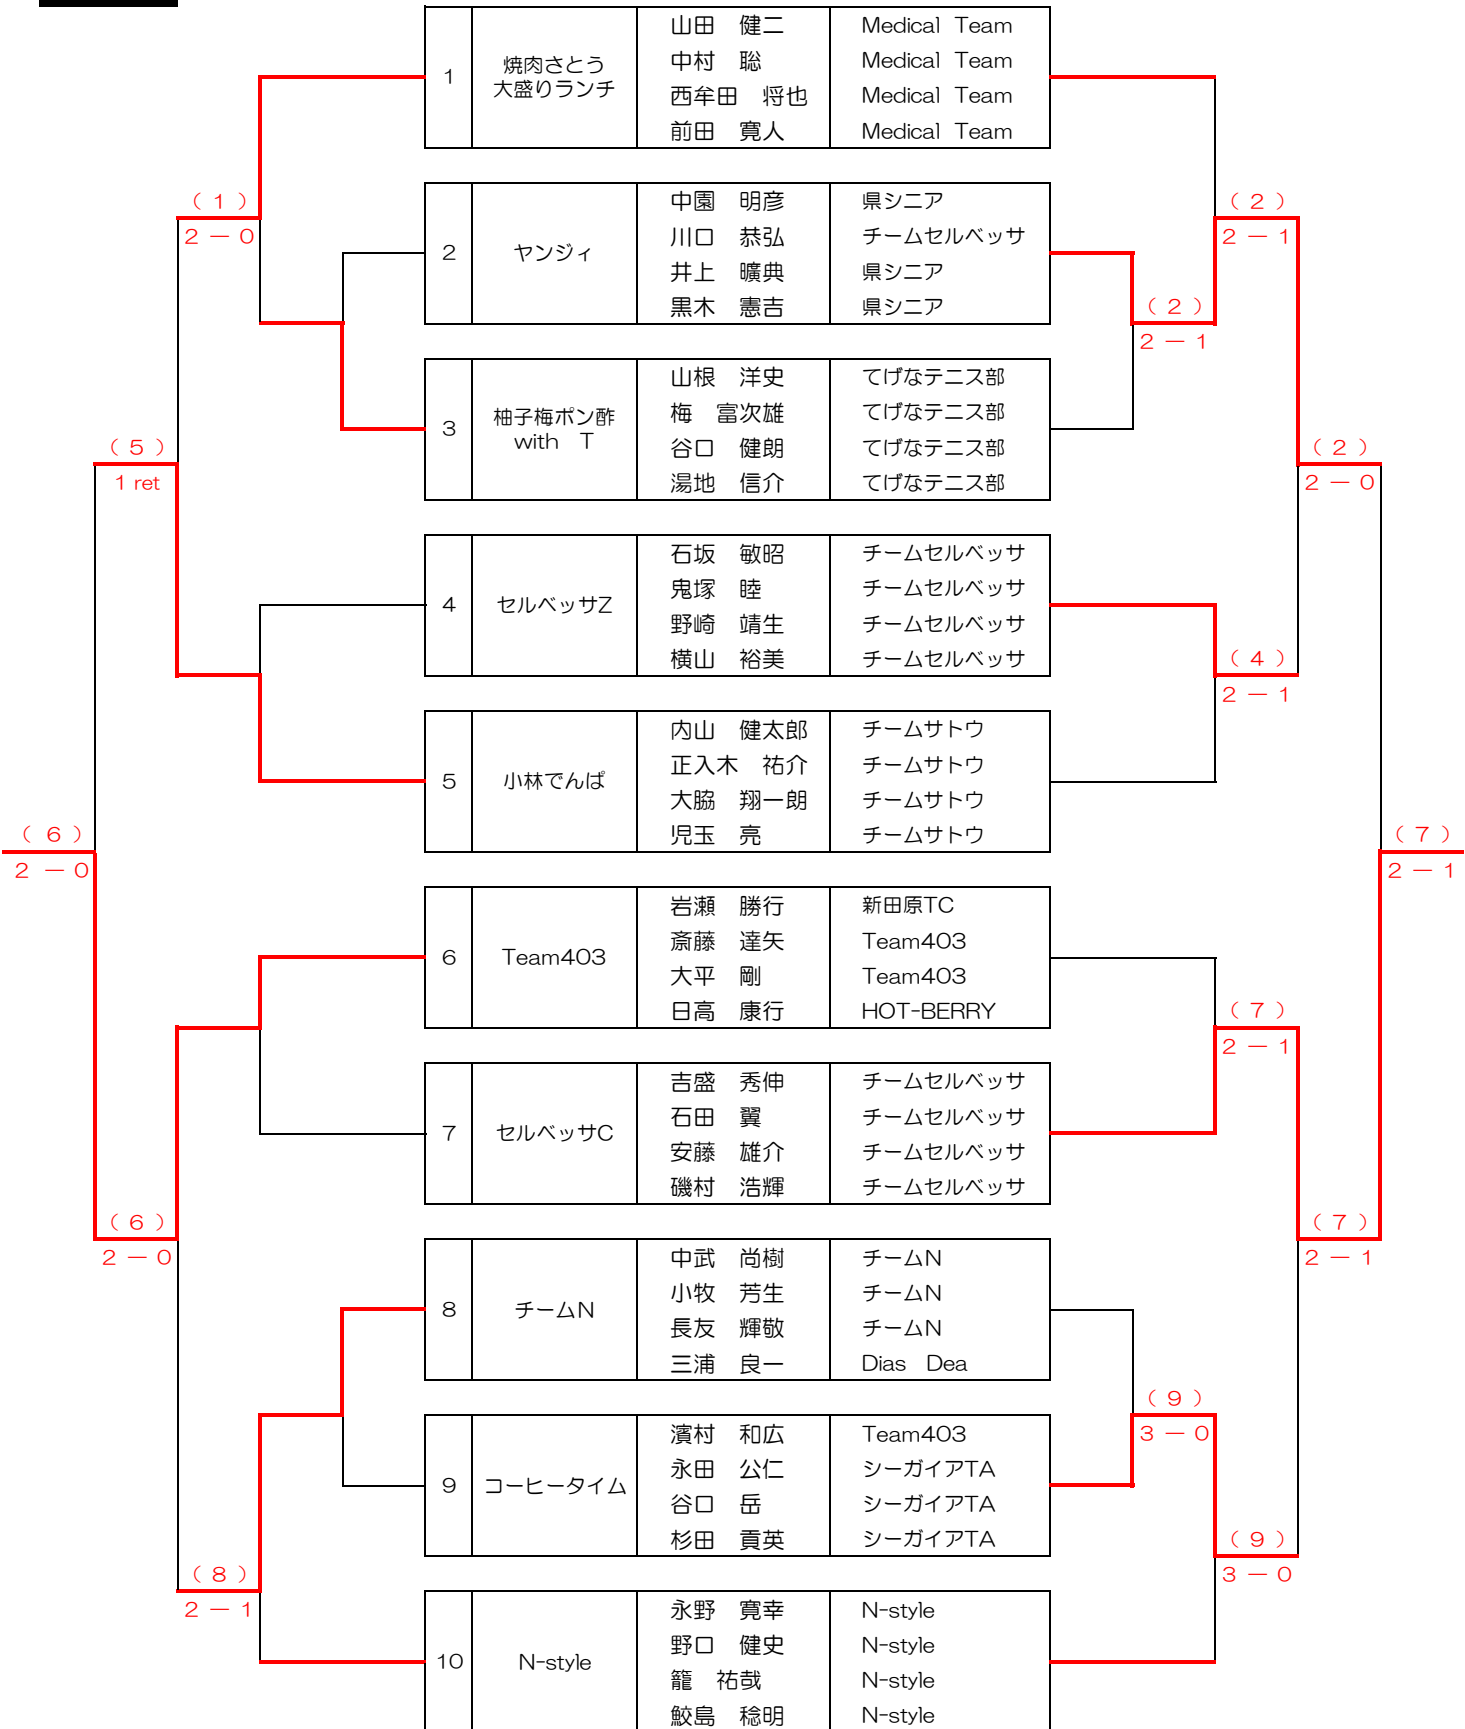 1
焼肉さとう
大盛りランチ
山田　健二　Medical Team
中村　聡　Medical Team
西牟田　将也　Medical Team
前田　寛人　Medical Team
(1)
2－0
(2)
2－1
2
ヤンジィ
中園　明彦　県シニア
川口　恭弘　チームセルベッサ
井上　曠典　県シニア
黒木　憲吉　県シニア
(2)
2－1
3
柚子梅ポン酢
with　T
山根　洋史　てげなテニス部
梅　富次雄　てげなテニス部
谷口　健朗　てげなテニス部
湯地　信介　てげなテニス部
(5)
1 ret
(2)
2－0
4
セルベッサZ
石坂　敏昭　チームセルベッサ
鬼塚　睦　チームセルベッサ
野崎　靖生　チームセルベッサ
横山　裕美　チームセルベッサ
(4)
2－1
5
小林でんぱ
内山　健太郎　チームサトウ
正入木　祐介　チームサトウ
大脇　翔一朗　チームサトウ
児玉　亮　チームサトウ
(6)
2－0
(7)
2－1
6
Team403
岩瀬　勝行　新田原TC
斎藤　達矢　Team403
大平　剛　Team403
日高　康行　HOT-BERRY
(7)
2－1
7
セルベッサC
吉盛　秀伸　チームセルベッサ
石田　翼　チームセルベッサ
安藤　雄介　チームセルベッサ
磯村　浩輝　チームセルベッサ
(6)
2－0
(7)
2－1
8
チームN
中武　尚樹　チームN
小牧　芳生　チームN
長友　輝敬　チームN
三浦　良一　Dias　Dea
(9)
3－0
9
コーヒータイム
濱村　和広　Team403
永田　公仁　シーガイアTA
谷口　岳　シーガイアTA
杉田　貢英　シーガイアTA
(8)
2－1
(9)
3－0
10
N-style
永野　寛幸　N-style
野口　健史　N-style
籠　祐哉　N-style
鮫島　稔明　N-style